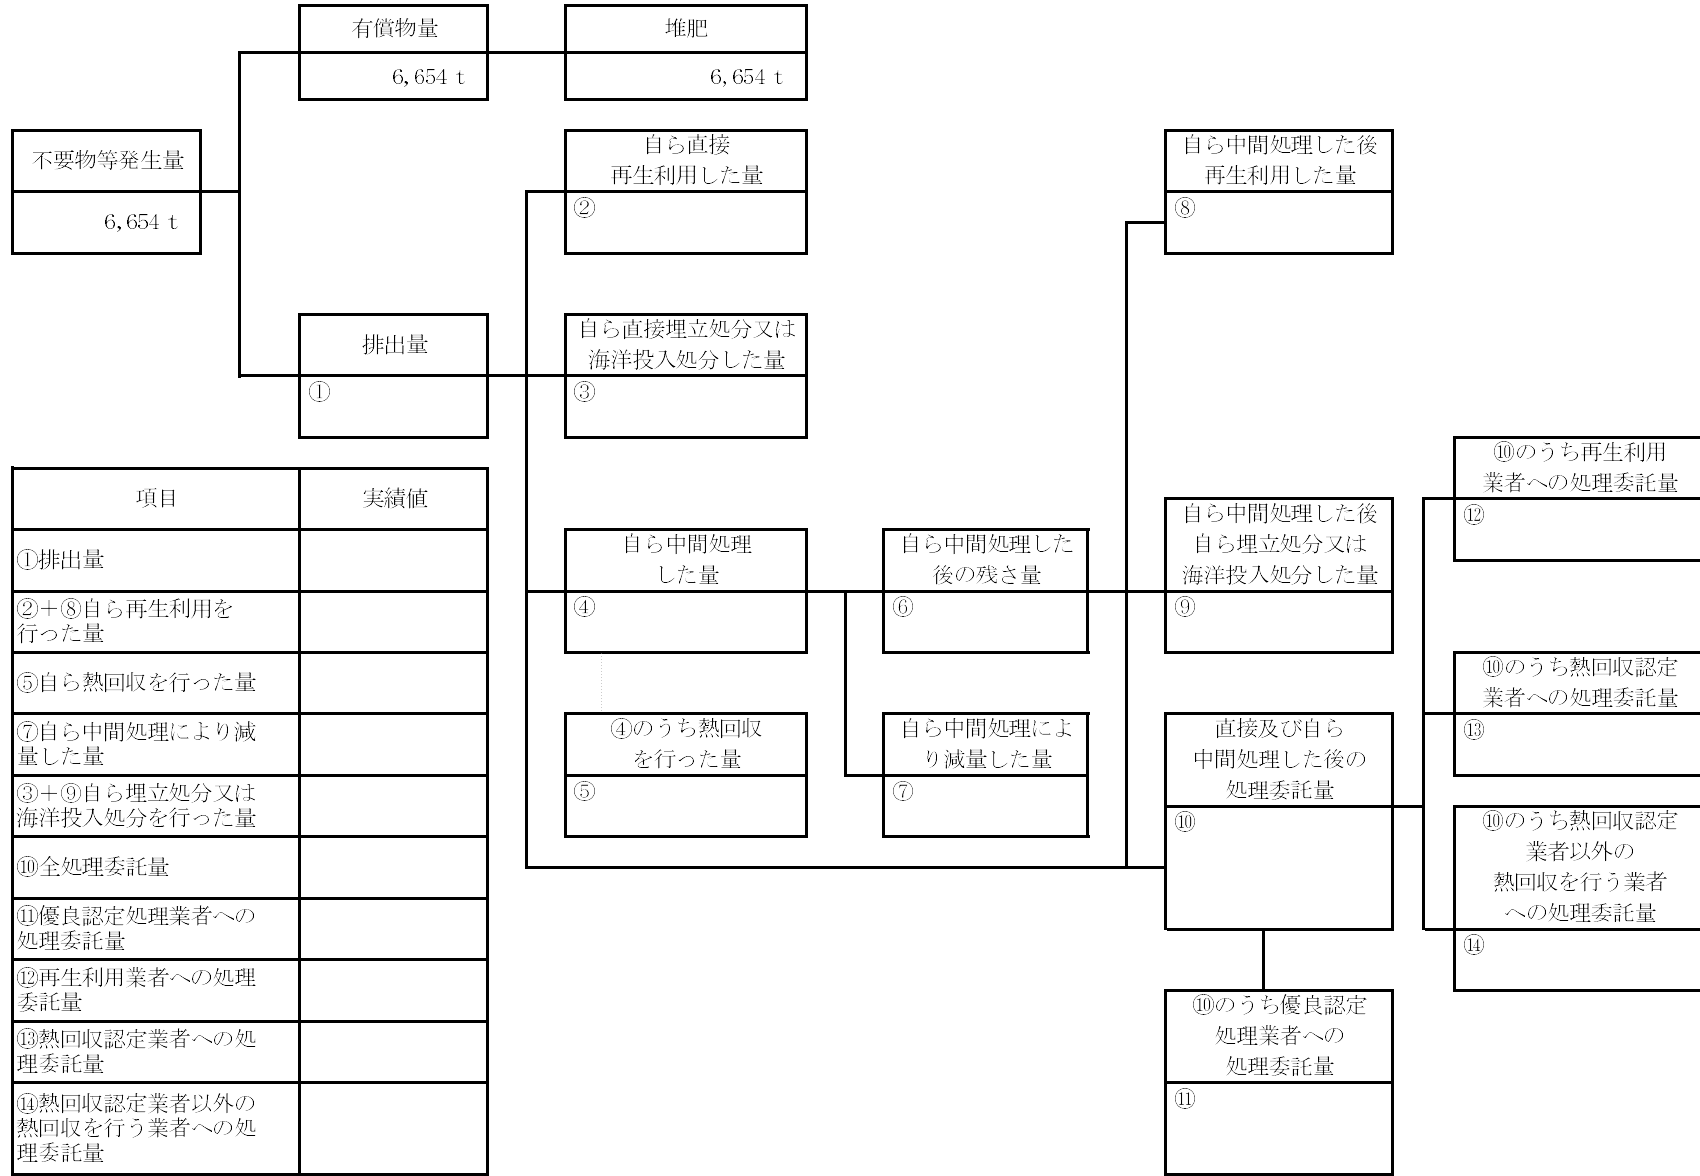 有償物量
6,654 t
堆肥
6,654 t
不要物等発生量
6,654 t
自ら直接
再生利用した量
②
自ら中間処理した後
再生利用した量
⑧
排出量
①
自ら直接埋立処分又は
海洋投入処分した量
③
項目
実績値
①排出量
②＋⑧自ら再生利用を
行った量
⑤自ら熱回収を行った量
⑦自ら中間処理により減
量した量
③＋⑨自ら埋立処分又は
海洋投入処分を行った量
⑩全処理委託量
⑪優良認定処理業者への
処理委託量
⑫再生利用業者への処理
委託量
⑬熱回収認定業者への処
理委託量
⑭熱回収認定業者以外の
熱回収を行う業者への処
理委託量
自ら中間処理
した量
④
④のうち熱回収
を行った量
⑤
自ら中間処理した
後の残さ量
⑥
自ら中間処理によ
り減量した量
⑦
自ら中間処理した後
自ら埋立処分又は
海洋投入処分した量
⑨
直接及び自ら
中間処理した後の
処理委託量
⑩
⑩のうち優良認定
処理業者への
処理委託量
⑪
⑩のうち再生利用
業者への処理委託量
⑫
⑩のうち熱回収認定
業者への処理委託量
⑬
⑩のうち熱回収認定
業者以外の
熱回収を行う業者
への処理委託量
⑭